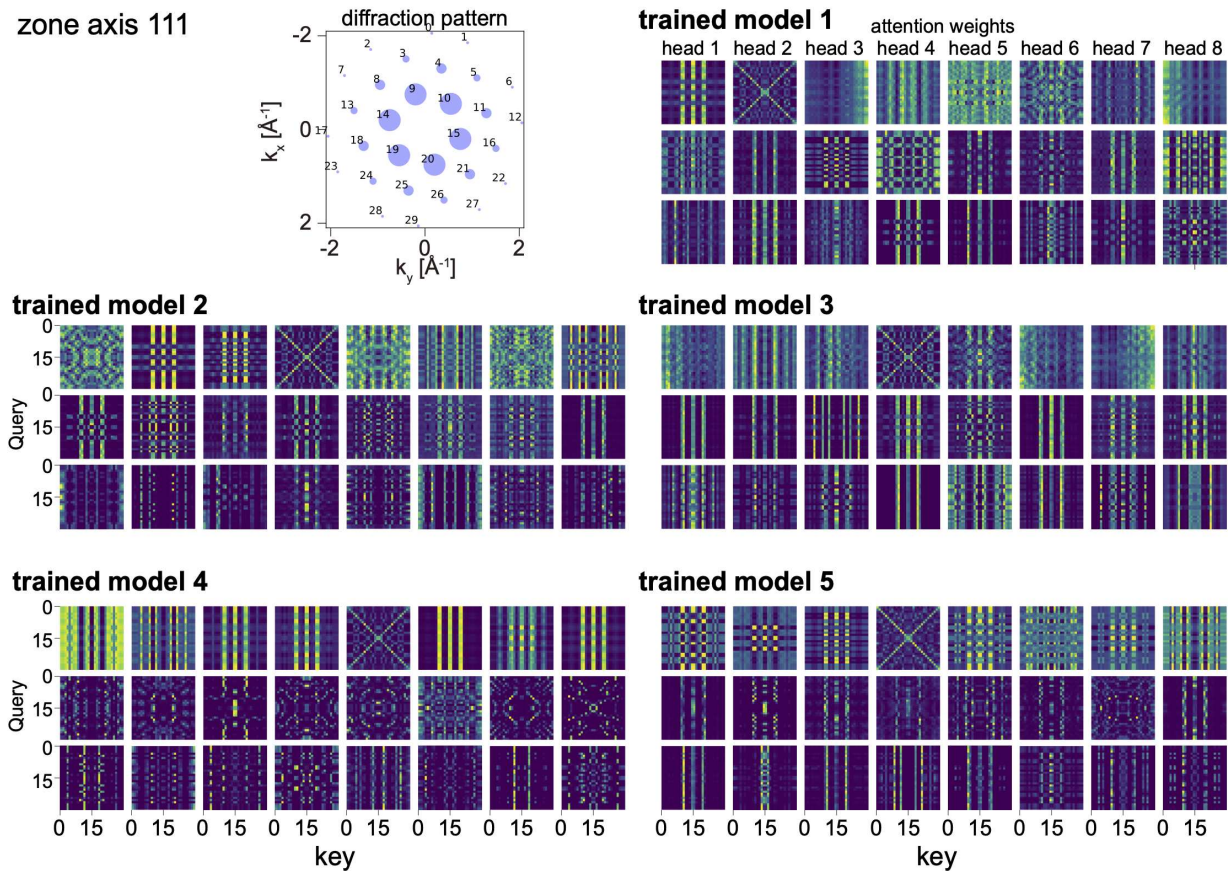 zone axis 111
diffraction pattern
-2
0
2
k_x [Å⁻¹]
-2
0
2
k_y [Å⁻¹]
0
1
2
3
4
5
6
7
8
9
10
11
12
13
14
15
16
17
18
19
20
21
22
23
24
25
26
27
28
29
trained model 1
attention weights
head 1 head 2 head 3 head 4 head 5 head 6 head 7 head 8
trained model 2
0
15
0
15
0
15
Query
trained model 3
trained model 4
0
15
0
15
0
15
Query
0 15 0 15 0 15 0 15 0 15 0 15 0 15 0 15
key
trained model 5
0 15 0 15 0 15 0 15 0 15 0 15 0 15 0 15
key